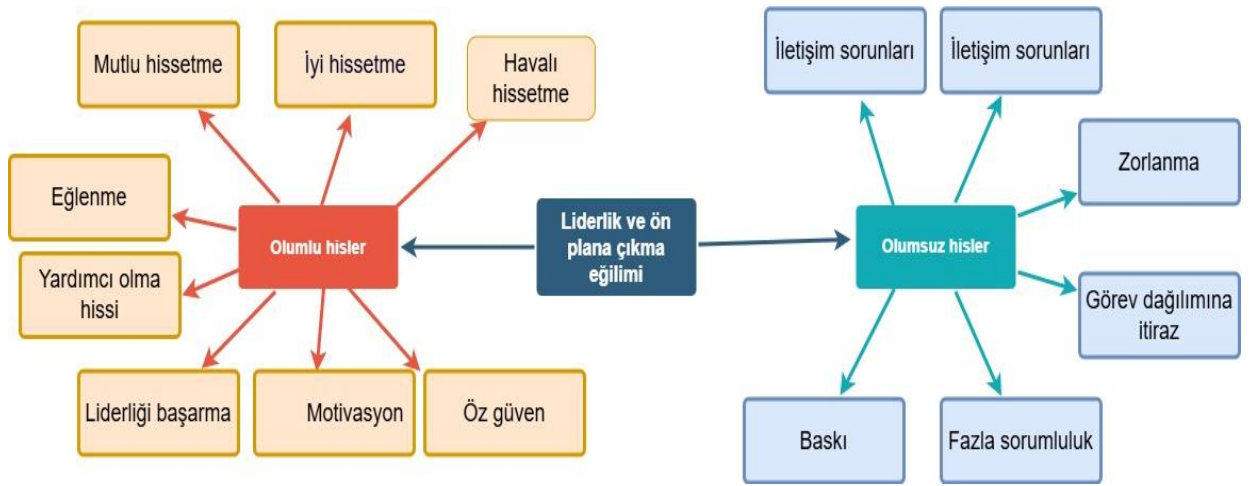 Mutlu hissetme
İyi hissetme
Havalı
hissetme
Eğlenme
Olumlu hisler
Yardımcı olma
hissi
Liderliği başarma
Motivasyon
Öz güven
Liderlik ve ön
plana çıkma
eğilimi
İletişim sorunları
İletişim sorunları
Zorlanma
Olumsuz hisler
Görev dağılımına
itiraz
Baskı
Fazla sorumluluk